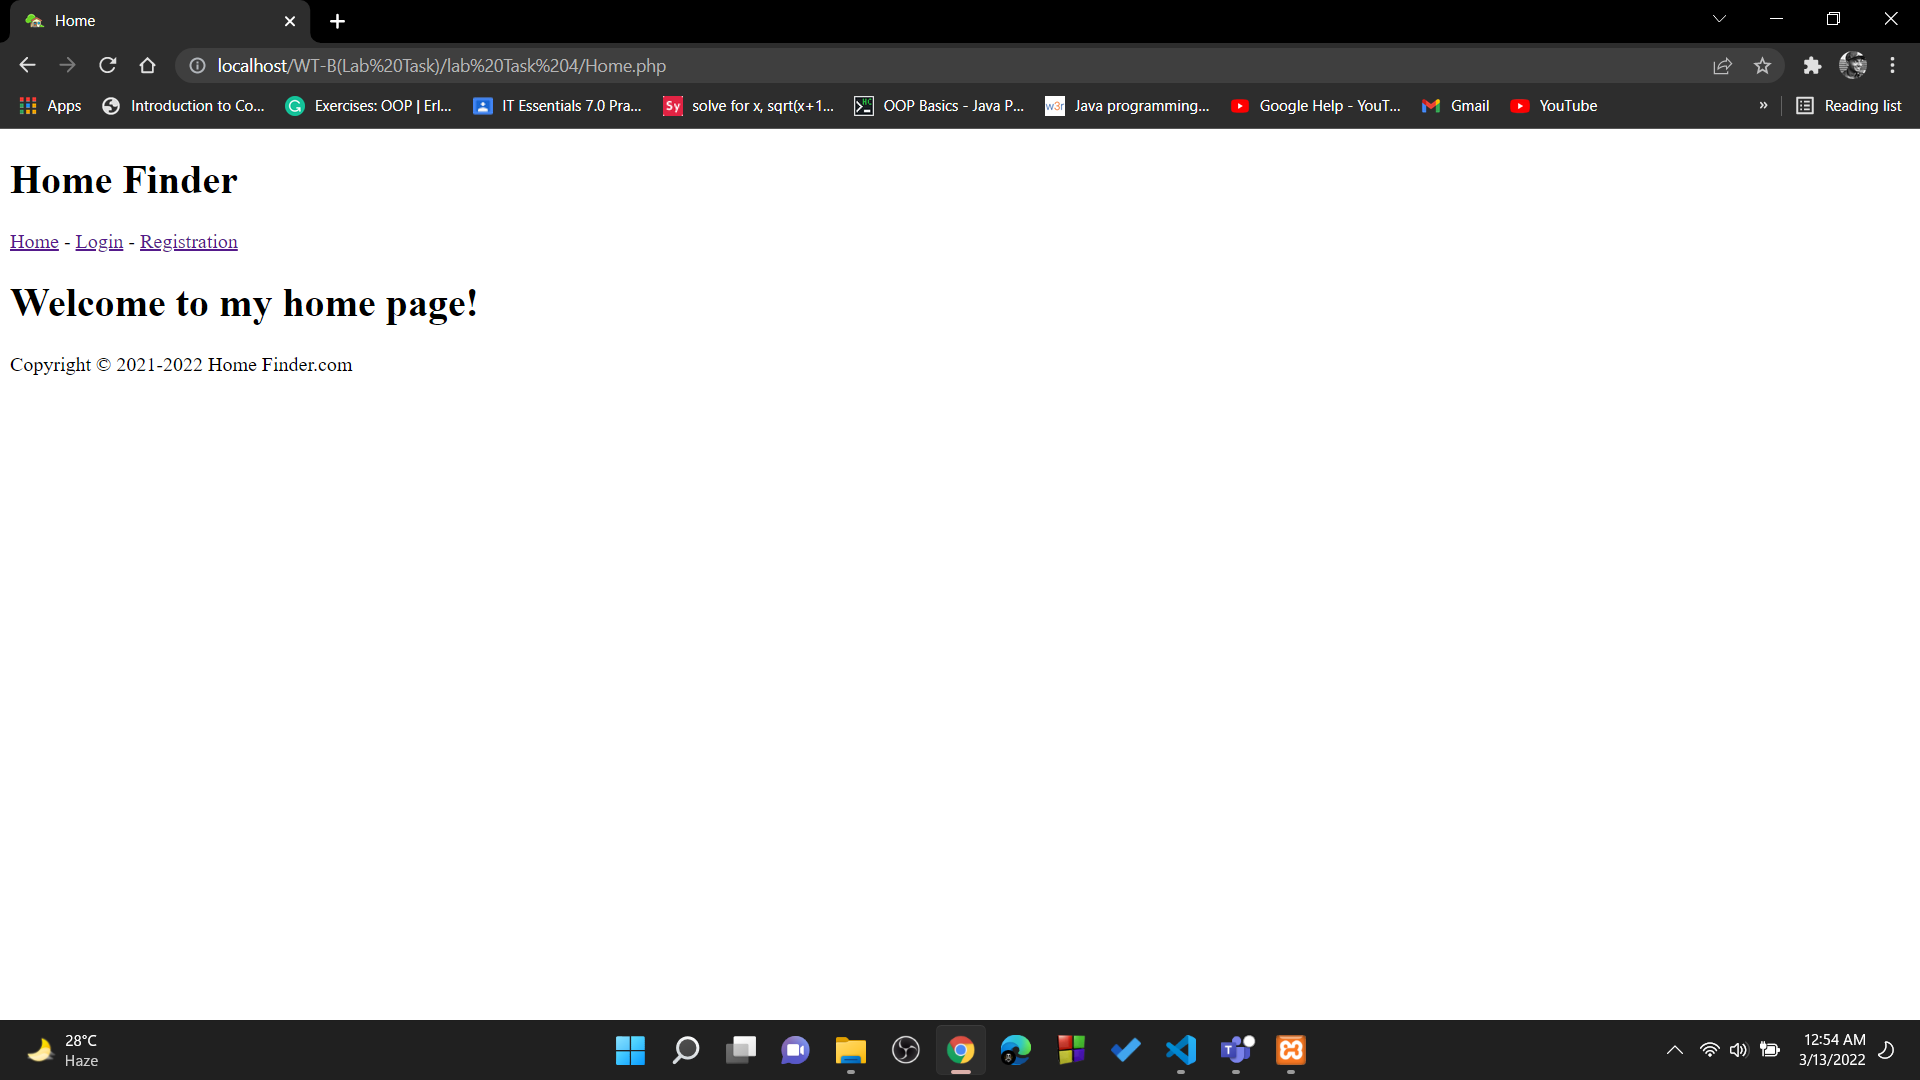 Home
localhost/WT-B(Lab%20Task)/lab%20Task%204/Home.php
Apps Introduction to Co... Exercises: OOP | Erl... IT Essentials 7.0 Pra... Sy solve for x, sqrt(x+1... HC OOP Basics - Java P... w3r Java programming... Google Help - YouT... Gmail YouTube » Reading list
Home Finder
Home - Login - Registration
Welcome to my home page!
Copyright © 2021-2022 Home Finder.com
28°C
Haze
12:54 AM
3/13/2022